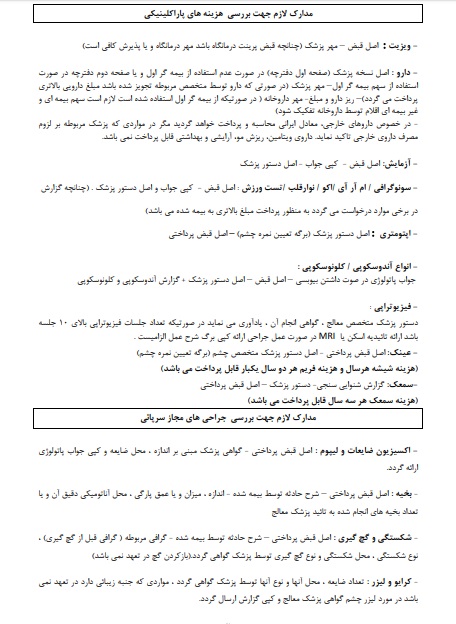 مدارک لازم جهت بررسی هزینه های پاراکلینیکی
- ویزیت : اصل قبض – مهر پزشک (چنانچه قبض پرینت درمانگاه باشد مهر درمانگاه و یا پذیرش کافی است)
- دارو : اصل نسخه پزشک (صفحه اول دفترچه) در صورت عدم استفاده از بیمه گر اول و یا صفحه دوم دفترچه در صورت
استفاده از سهم بیمه گر اول– مهر پزشک (در صورتی که دارو توسط متخصص مربوطه تجویز شده باشد مبلغ داروبی بالاتری
پرداخت می گردد)– ریز دارو و مبلغ- مهر داروخانه ( در صورتیکه از بیمه گر اول استفاده شده است لازم است سهم بیمه ای و
غیر بیمه ای اقلام توسط داروخانه تفکیک شود)
- در خصوص داروهای خارجی، معادل ایرانی محاسبه و پرداخت خواهد گردید مگر در مواردی که پزشک مربوطه بر لزوم
مصرف داروی خارجی تاکید نماید. داروی ویتامین، ریزش مو، آرایشی و بهداشتی قابل پرداخت نمی باشد.
- آزمایش: اصل قبض - کپی جواب - اصل دستور پزشک
- سونوگرافی / ام آر آی /اکو / نوارقلب /تست ورزش : اصل قبض - کپی جواب و اصل دستور پزشک . (چنانچه گزارش
در برخی موارد درخواست می گردد به منظور پرداخت مبلغ بالاتری به بیمه شده می باشد)
- اپتومتری : اصل دستور پزشک (برگه تعیین نمره چشم) – اصل قبض پرداختی
-انواع آندوسکوپی / کلونوسکوپی :
جواب پاتولوژی در صوت داشتن بیوپسی – اصل قبض – اصل دستور پزشک + گزارش آندوسکوپی و کلونوسکوپی
- فیزیوتراپی :
دستور پزشک متخصص معالج ، گواهی انجام آن ، یادآوری می نماید در صورتیکه تعداد جلسات فیزیوتراپی بالای ۱۰ جلسه
باشد ارائه تائیدیه اسکن یا MRI در صورت عمل جراحی ارائه کپی برگ شرح عمل الزامیست .
- عینک: اصل قبض پرداختی - اصل دستور پزشک متخصص چشم (برگه تعیین نمره چشم)
(هزینه شیشه هرسال و هزینه فریم هر دو سال یکبار قابل پرداخت می باشد)
-سمعک: گزارش شنوایی سنجی- دستور پزشک – اصل قبض پرداختی
(هزینه سمعک هر سه سال قابل پرداخت می باشد)
مدارک لازم جهت بررسی جراحی های مجاز سرپائی
- اکسیزیون ضایعات و لیپوم : اصل قبض پرداختی - گواهی پزشک مبنی بر اندازه ، محل ضایعه و کپی جواب پاتولوژی
ارائه گردد.
- بخیه : اصل قبض پرداختی – شرح حادثه توسط بیمه شده - اندازه ، میزان و یا عمق پارگی ، محل آناتومیکی دقیق آن و یا
تعداد بخیه های انجام شده به تائید پزشک معالج
- شکستگی و گچ گیری : اصل قبض پرداختی – شرح حادثه توسط بیمه شده - گرافی مربوطه ( گرافی قبل از گچ گیری) ،
نوع شکستگی ، محل شکستگی و نوع گچ گیری توسط پزشک گواهی گردد.(بازکردن گچ در تعهد نمی باشد)
- کرایو و لیزر : تعداد ضایعه ، محل آنها و نوع آنها توسط پزشک گواهی گردد ، مواردی که جنبه زیبائی دارد در تعهد نمی
باشد در مورد لیزر چشم گواهی پزشک معالج و کپی گزارش ارسال گردد.